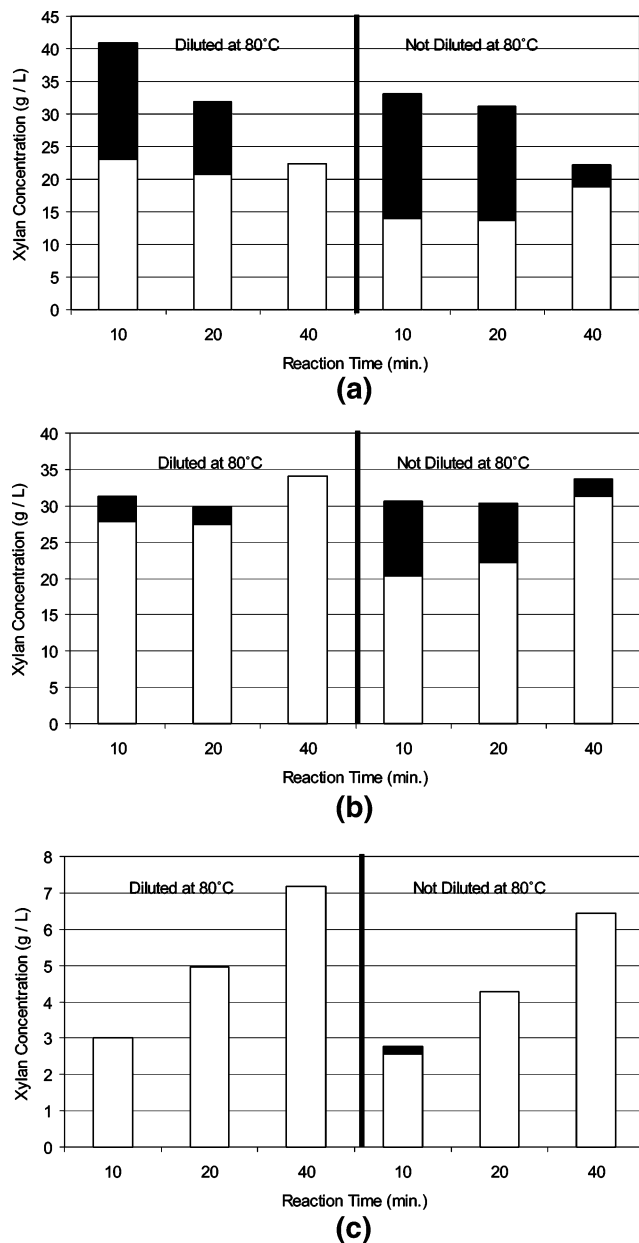 45
40
35
30
25
20
15
10
5
0
Xylan Concentration (g / L)
Diluted at 80°C
Not Diluted at 80°C
10 20 40 10 20 40
Reaction Time (min.)
(a)
40
35
30
25
20
15
10
5
0
Xylan Concentration (g / L)
Diluted at 80°C
Not Diluted at 80°C
10 20 40 10 20 40
Reaction Time (min.)
(b)
8
7
6
5
4
3
2
1
0
Xylan Concentration (g / L)
Diluted at 80°C
Not Diluted at 80°C
10 20 40 10 20 40
Reaction Time (min.)
(c)